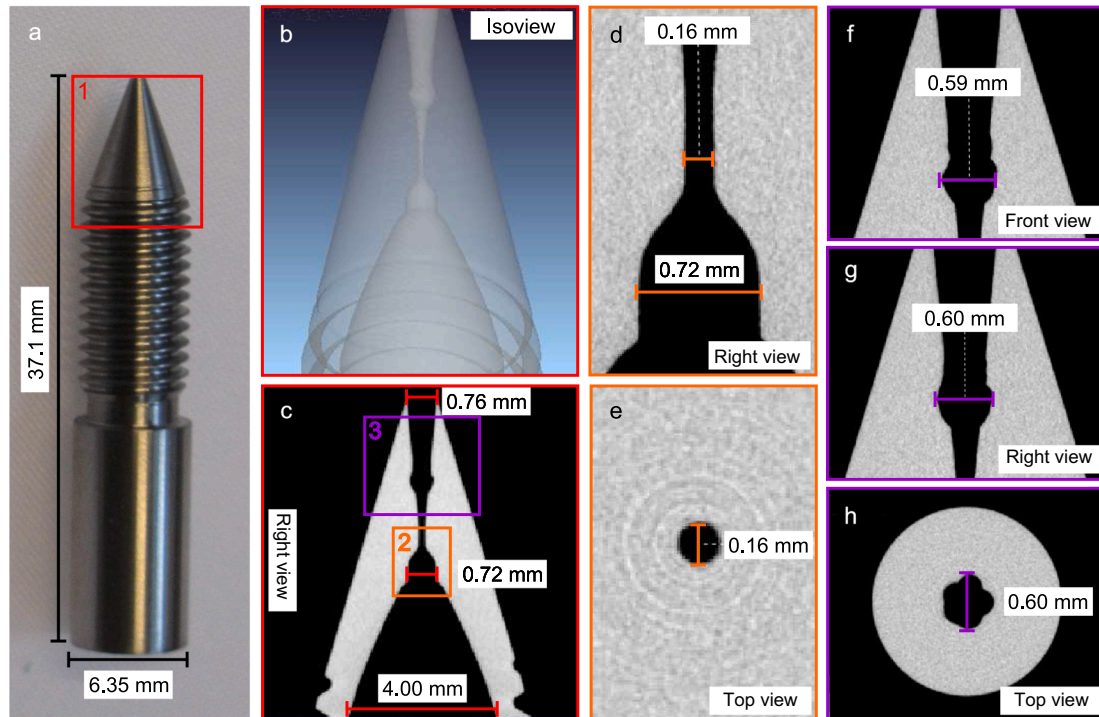 a
1
37.1 mm
6.35 mm
b
Isoview
c
0.76 mm
3
2
0.72 mm
Right view
4.00 mm
d
0.16 mm
0.72 mm
Right view
e
0.16 mm
Top view
f
0.59 mm
Front view
g
0.60 mm
Right view
h
0.60 mm
Top view